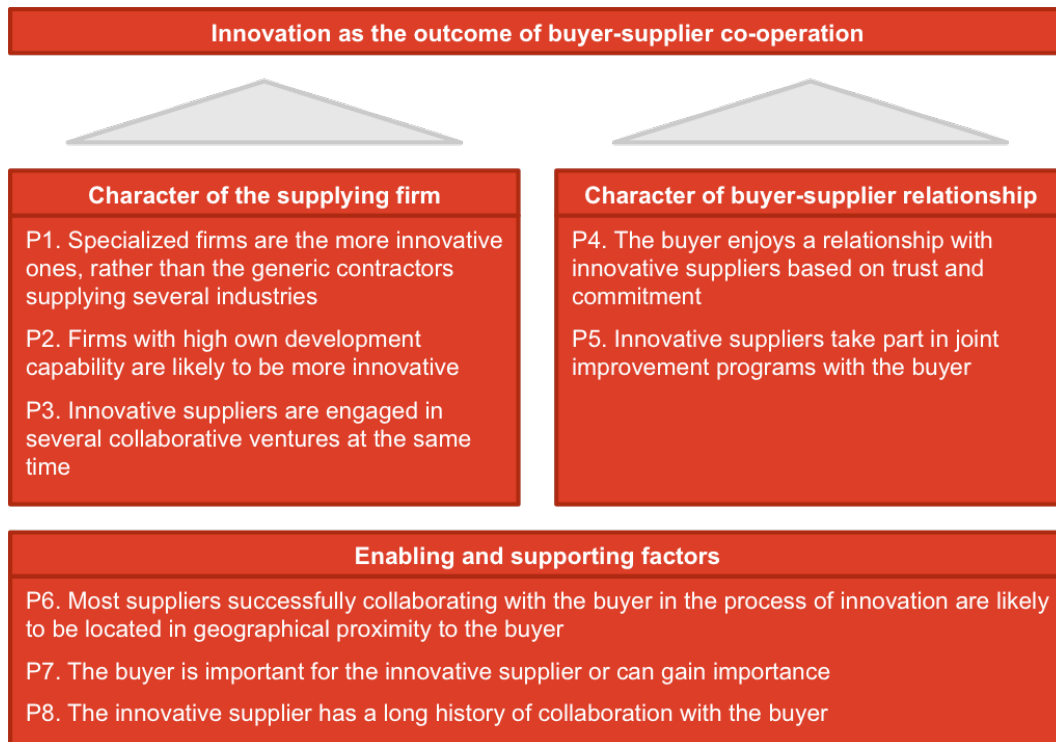 Innovation as the outcome of buyer-supplier co-operation
Character of the supplying firm
P1. Specialized firms are the more innovative
ones, rather than the generic contractors
supplying several industries
P2. Firms with high own development
capability are likely to be more innovative
P3. Innovative suppliers are engaged in
several collaborative ventures at the same
time
Character of buyer-supplier relationship
P4. The buyer enjoys a relationship with
innovative suppliers based on trust and
commitment
P5. Innovative suppliers take part in joint
improvement programs with the buyer
Enabling and supporting factors
P6. Most suppliers successfully collaborating with the buyer in the process of innovation are likely
to be located in geographical proximity to the buyer
P7. The buyer is important for the innovative supplier or can gain importance
P8. The innovative supplier has a long history of collaboration with the buyer